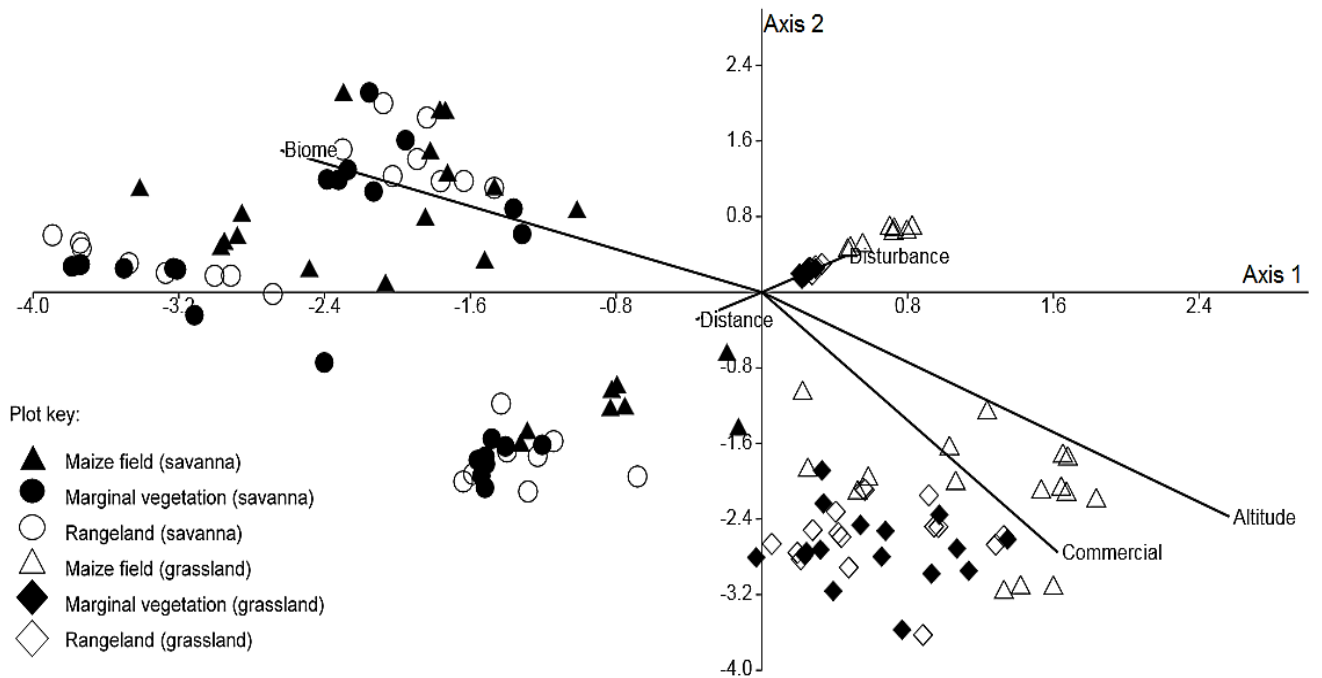 Axis 2
2.4
1.6
Biome
0.8
Disturbance
Axis 1
-4.0
-3.2
-2.4
-1.6
-0.8
0.8
1.6
2.4
Distance
-0.8
Plot key:
-1.6
Maize field (savanna)
Marginal vegetation (savanna)
Rangeland (savanna)
-2.4
Altitude
Commercial
Maize field (grassland)
-3.2
Marginal vegetation (grassland)
Rangeland (grassland)
-4.0